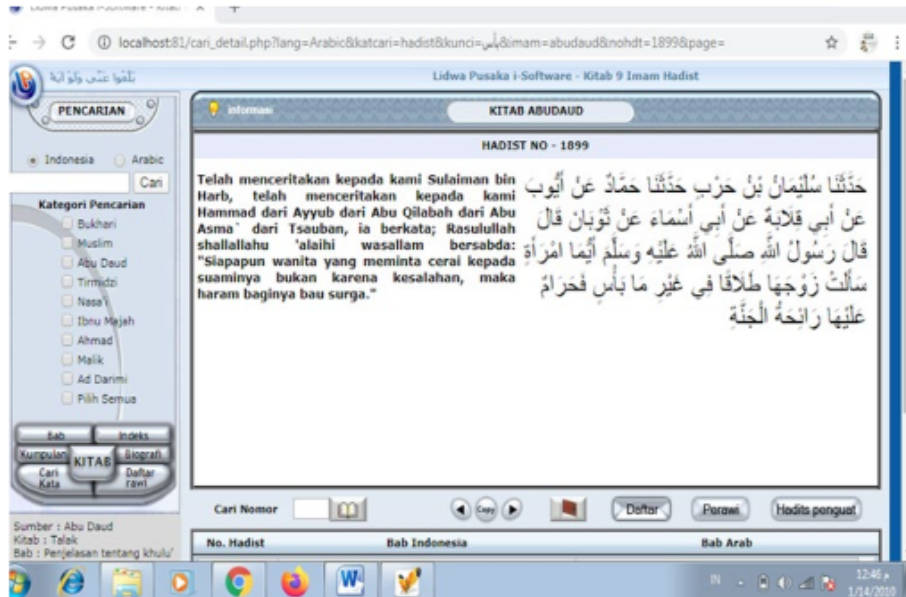 Lidwa Pusaka i-Software - Kitab
localhost:81/cari_detail.php?lang=Arabic&katcari=hadist&kunci=بأس&imam=abudaud&nohdt=1899&page=
بَلِّغُوا عَنِّي وَلَوْ آيَةً
Lidwa Pusaka i-Software - Kitab 9 Imam Hadist
PENCARIAN
informasi
KITAB ABUDAUD
HADIST NO - 1899
Indonesia
Arabic
Cari
Kategori Pencarian
Bukhari
Muslim
Abu Daud
Tirmidzi
Nasa'i
Ibnu Majah
Ahmad
Malik
Ad Darimi
Pilih Semua
Telah menceritakan kepada kami Sulaiman bin
Harb, telah menceritakan kepada kami
Hammad dari Ayyub dari Abu Qilabah dari Abu
Asma` dari Tsauban, ia berkata; Rasulullah
shallallahu 'alaihi wasallam bersabda:
"Siapapun wanita yang meminta cerai kepada
suaminya bukan karena kesalahan, maka
haram baginya bau surga."
حَدَّثَنَا سُلَيْمَانُ بْنُ حَرْبٍ حَدَّثَنَا حَمَّادٌ عَنْ أَيُّوبَ
عَنْ أَبِي قِلَابَةَ عَنْ أَبِي أَسْمَاءَ عَنْ ثَوْبَانَ قَالَ
قَالَ رَسُولُ اللَّهِ صَلَّى اللَّهُ عَلَيْهِ وَسَلَّمَ أَيُّمَا امْرَأَةٍ
سَأَلَتْ زَوْجَهَا طَلَاقًا فِي غَيْرِ مَا بَأْسٍ فَحَرَامٌ
عَلَيْهَا رَائِحَةُ الْجَنَّةِ
Bab
Indeks
Kumpulan
KITAB
Biografi
Cari Kata
Daftar rawi
Cari Nomor
Copy
Daftar
Perawi
Hadits penguat
Sumber : Abu Daud
Kitab : Talak
Bab : Penjelasan tentang khulu'
No. Hadist
Bab Indonesia
Bab Arab
IN
12:46
1/14/2010